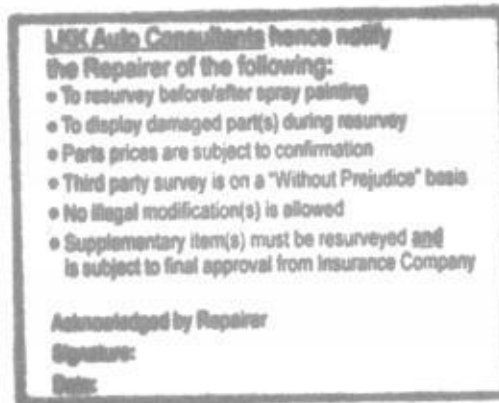 LKK Auto Consultants hence notify
the Repairer of the following:
• To resurvey before/after spray painting
• To display damaged part(s) during resurvey
• Parts prices are subject to confirmation
• Third party survey is on a "Without Prejudice" basis
• No illegal modification(s) is allowed
• Supplementary item(s) must be resurveyed and
is subject to final approval from Insurance Company
Acknowledged by Repairer
Signature:
Date: